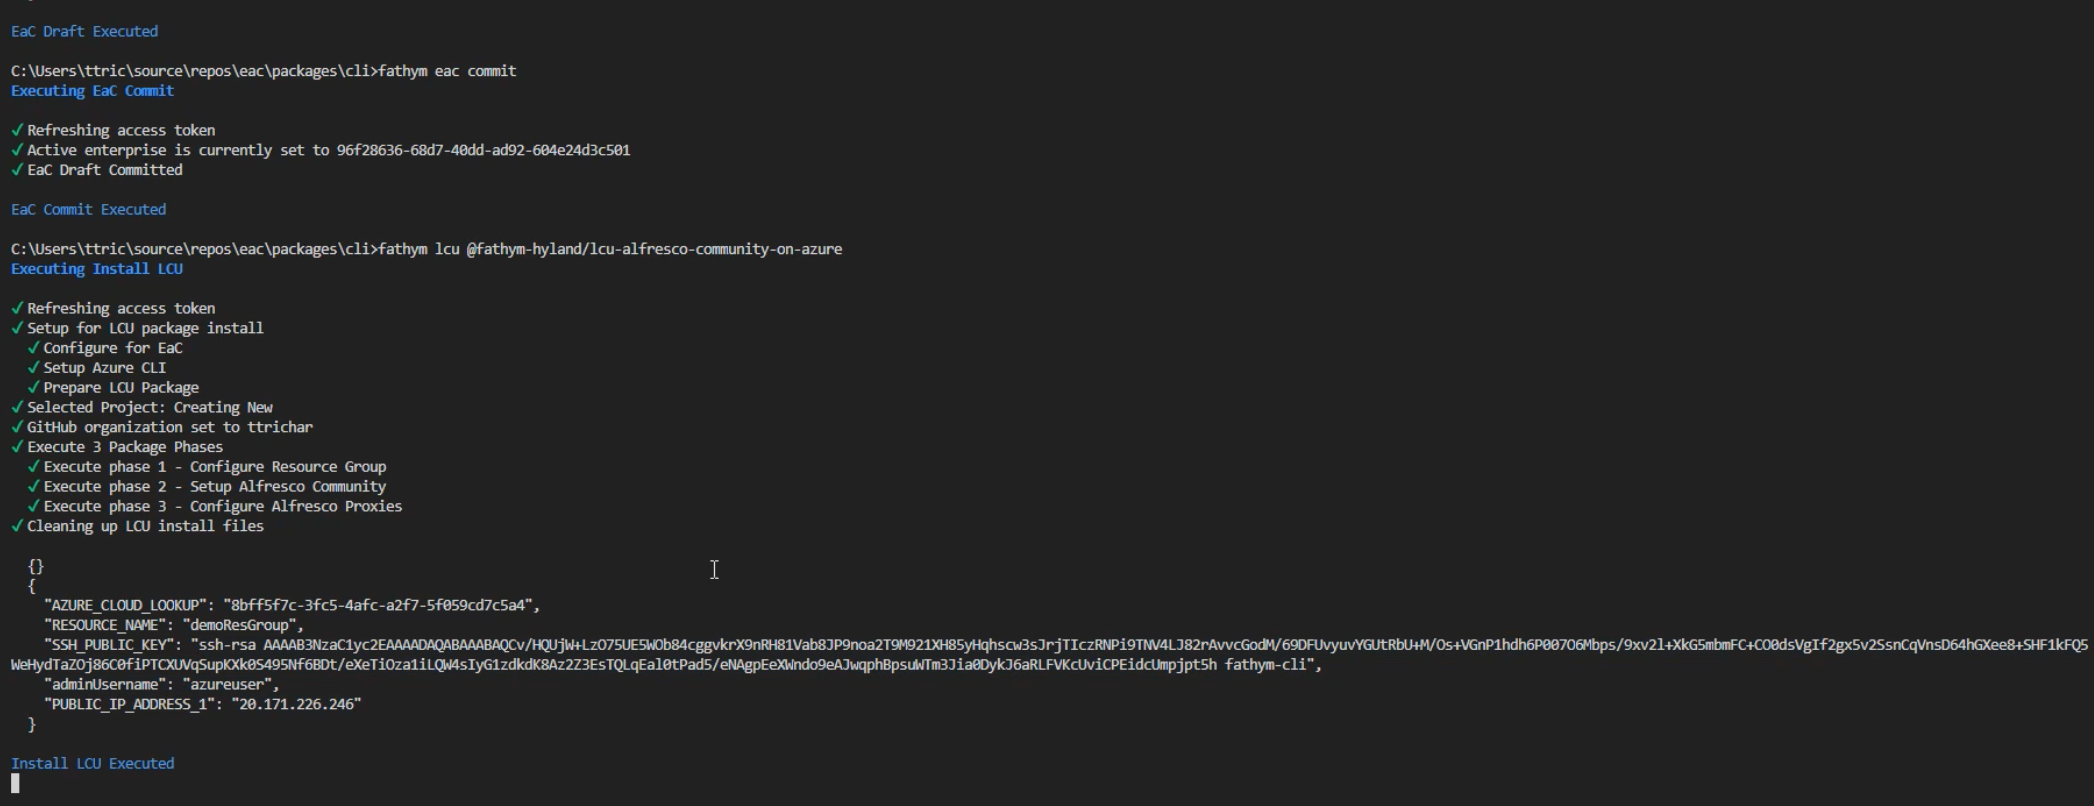 EaC Draft Executed
C:\Users\ttric\source\repos\eac\packages\cli>fathym eac commit
Executing EaC Commit
✓ Refreshing access token
✓ Active enterprise is currently set to 96f28636-68d7-40dd-ad92-604e24d3c501
✓ EaC Draft Committed
EaC Commit Executed
C:\Users\ttric\source\repos\eac\packages\cli>fathym lcu @fathym-hyland/lcu-alfresco-community-on-azure
Executing Install LCU
✓ Refreshing access token
✓ Setup for LCU package install
✓ Configure for EaC
✓ Setup Azure CLI
✓ Prepare LCU Package
✓ Selected Project: Creating New
✓ GitHub organization set to ttrichar
✓ Execute 3 Package Phases
✓ Execute phase 1 - Configure Resource Group
✓ Execute phase 2 - Setup Alfresco Community
✓ Execute phase 3 - Configure Alfresco Proxies
✓ Cleaning up LCU install files
{}
{
"AZURE_CLOUD_LOOKUP": "8bff5f7c-3fc5-4afc-a2f7-5f059cd7c5a4",
"RESOURCE_NAME": "demoResGroup",
"SSH_PUBLIC_KEY": "ssh-rsa AAAAB3NzaC1yc2EAAAADAQABAAABAQCv/HQUjW+LzO75UE5WOb84cggvkrX9nRH81Vab8JP9noa2T9M921XH85yHqhscw3sJrjTIczRNPi9TNV4LJ82rAvvcGodM/69DFUvyuvYGUtRbU+M/Os+VGnP1hdh6P007O6Mbps/9xv2l+XkG5mbmFC+CO0dsVgIf2gx5v2SsnCqVnsD64hGXee8+SHF1kFQ5
WeHydTaZOj86C0fiPTCXUVqSupKXk0S495Nf6BDt/eXeTiOza1iLQW4sIyG1zdkdK8Az2Z3EsTQLqEal0tPad5/eNAgpEeXWndo9eAJwqphBpsuWTm3Jia0DykJ6aRLFVKcUviCPEidcUmpjpt5h fathym-cli",
"adminUsername": "azureuser",
"PUBLIC_IP_ADDRESS_1": "20.171.226.246"
}
Install LCU Executed